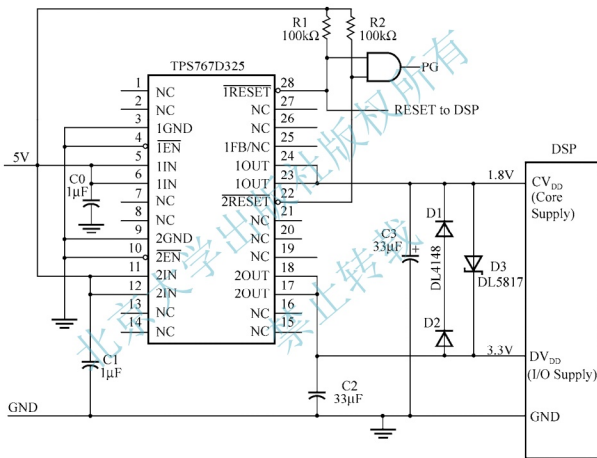 R1
100kΩ
R2
100kΩ
TPS767D325
PG
RESET to DSP
1 NC
2 NC
3 1GND
4 1EN
5 1IN
6 1IN
7 NC
8 NC
9 2GND
10 2EN
11 2IN
12 2IN
13 NC
14 NC
1RESET 28
NC 27
NC 26
1FB/NC 25
1OUT 24
1OUT 23
2RESET 22
NC 21
NC 20
NC 19
2OUT 18
2OUT 17
NC 16
NC 15
5V
C0
1μF
C1
1μF
C2
33μF
C3
33μF
+
D1
DL4148
D2
D3
DL5817
DSP
1.8V
CVDD
(Core
Supply)
3.3V
DVDD
(I/O Supply)
GND
GND
北京大学出版社版权所有
禁止转载